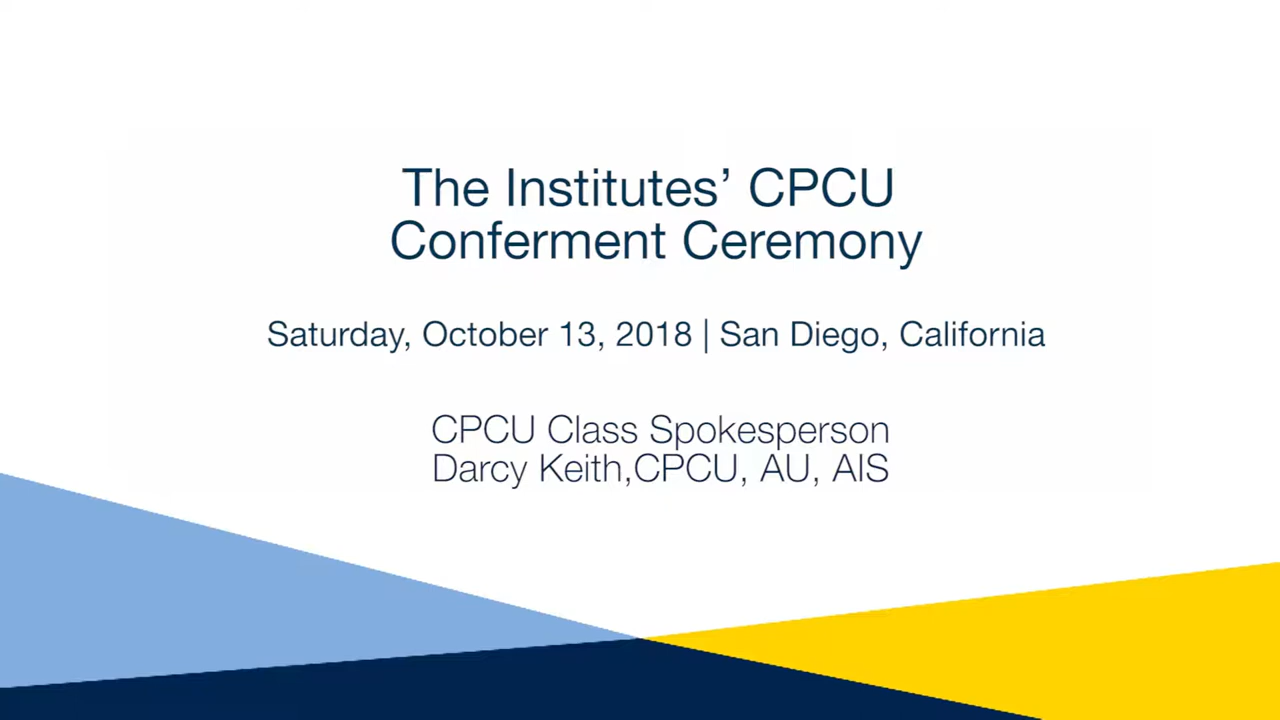 The Institutes’ CPCU
Conferment Ceremony
Saturday, October 13, 2018 | San Diego, California
CPCU Class Spokesperson
Darcy Keith,CPCU, AU, AIS